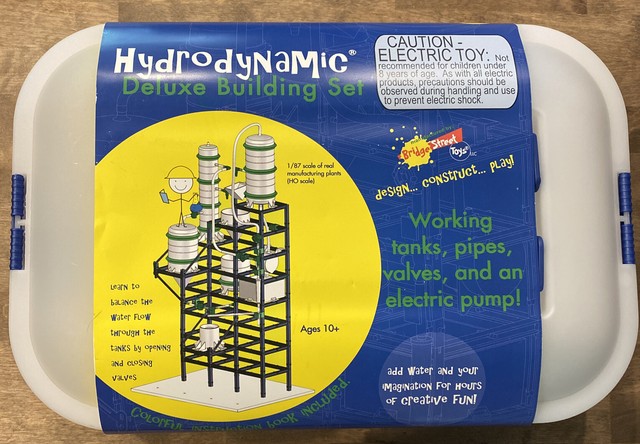 Hydrodynamic®
Deluxe Building Set
CAUTION -
ELECTRIC TOY: Not
recommended for children under
8 years of age. As with all electric
products, precautions should be
observed during handling and use
to prevent electric shock.
1/87 scale of real
manufacturing plants
(HO scale)
Bridge Street
Toys LLC
design... construct... play!
Working
tanks, pipes,
valves, and an
electric pump!
Learn to
balance the
water flow
through the
tanks by opening
and closing
valves
Ages 10+
add water and your
imagination for hours
of creative fun!
Colorful instruction book included.